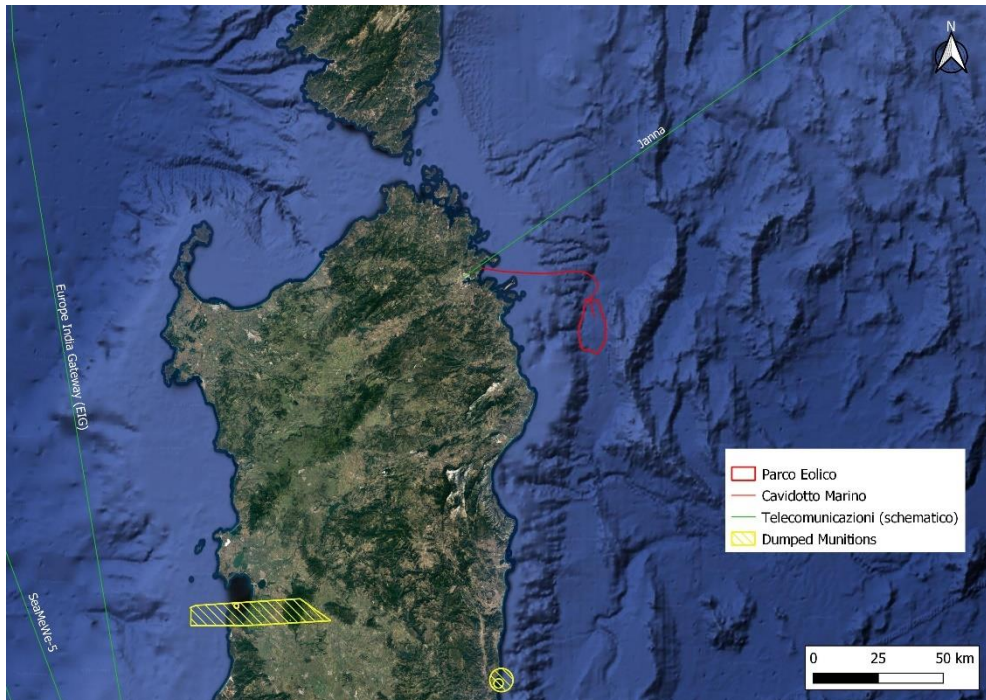 N
Janna
Europe India Gateway (EIG)
SeaMeWe-5
Parco Eolico
Cavidotto Marino
Telecomunicazioni (schematico)
Dumped Munitions
0 25 50 km